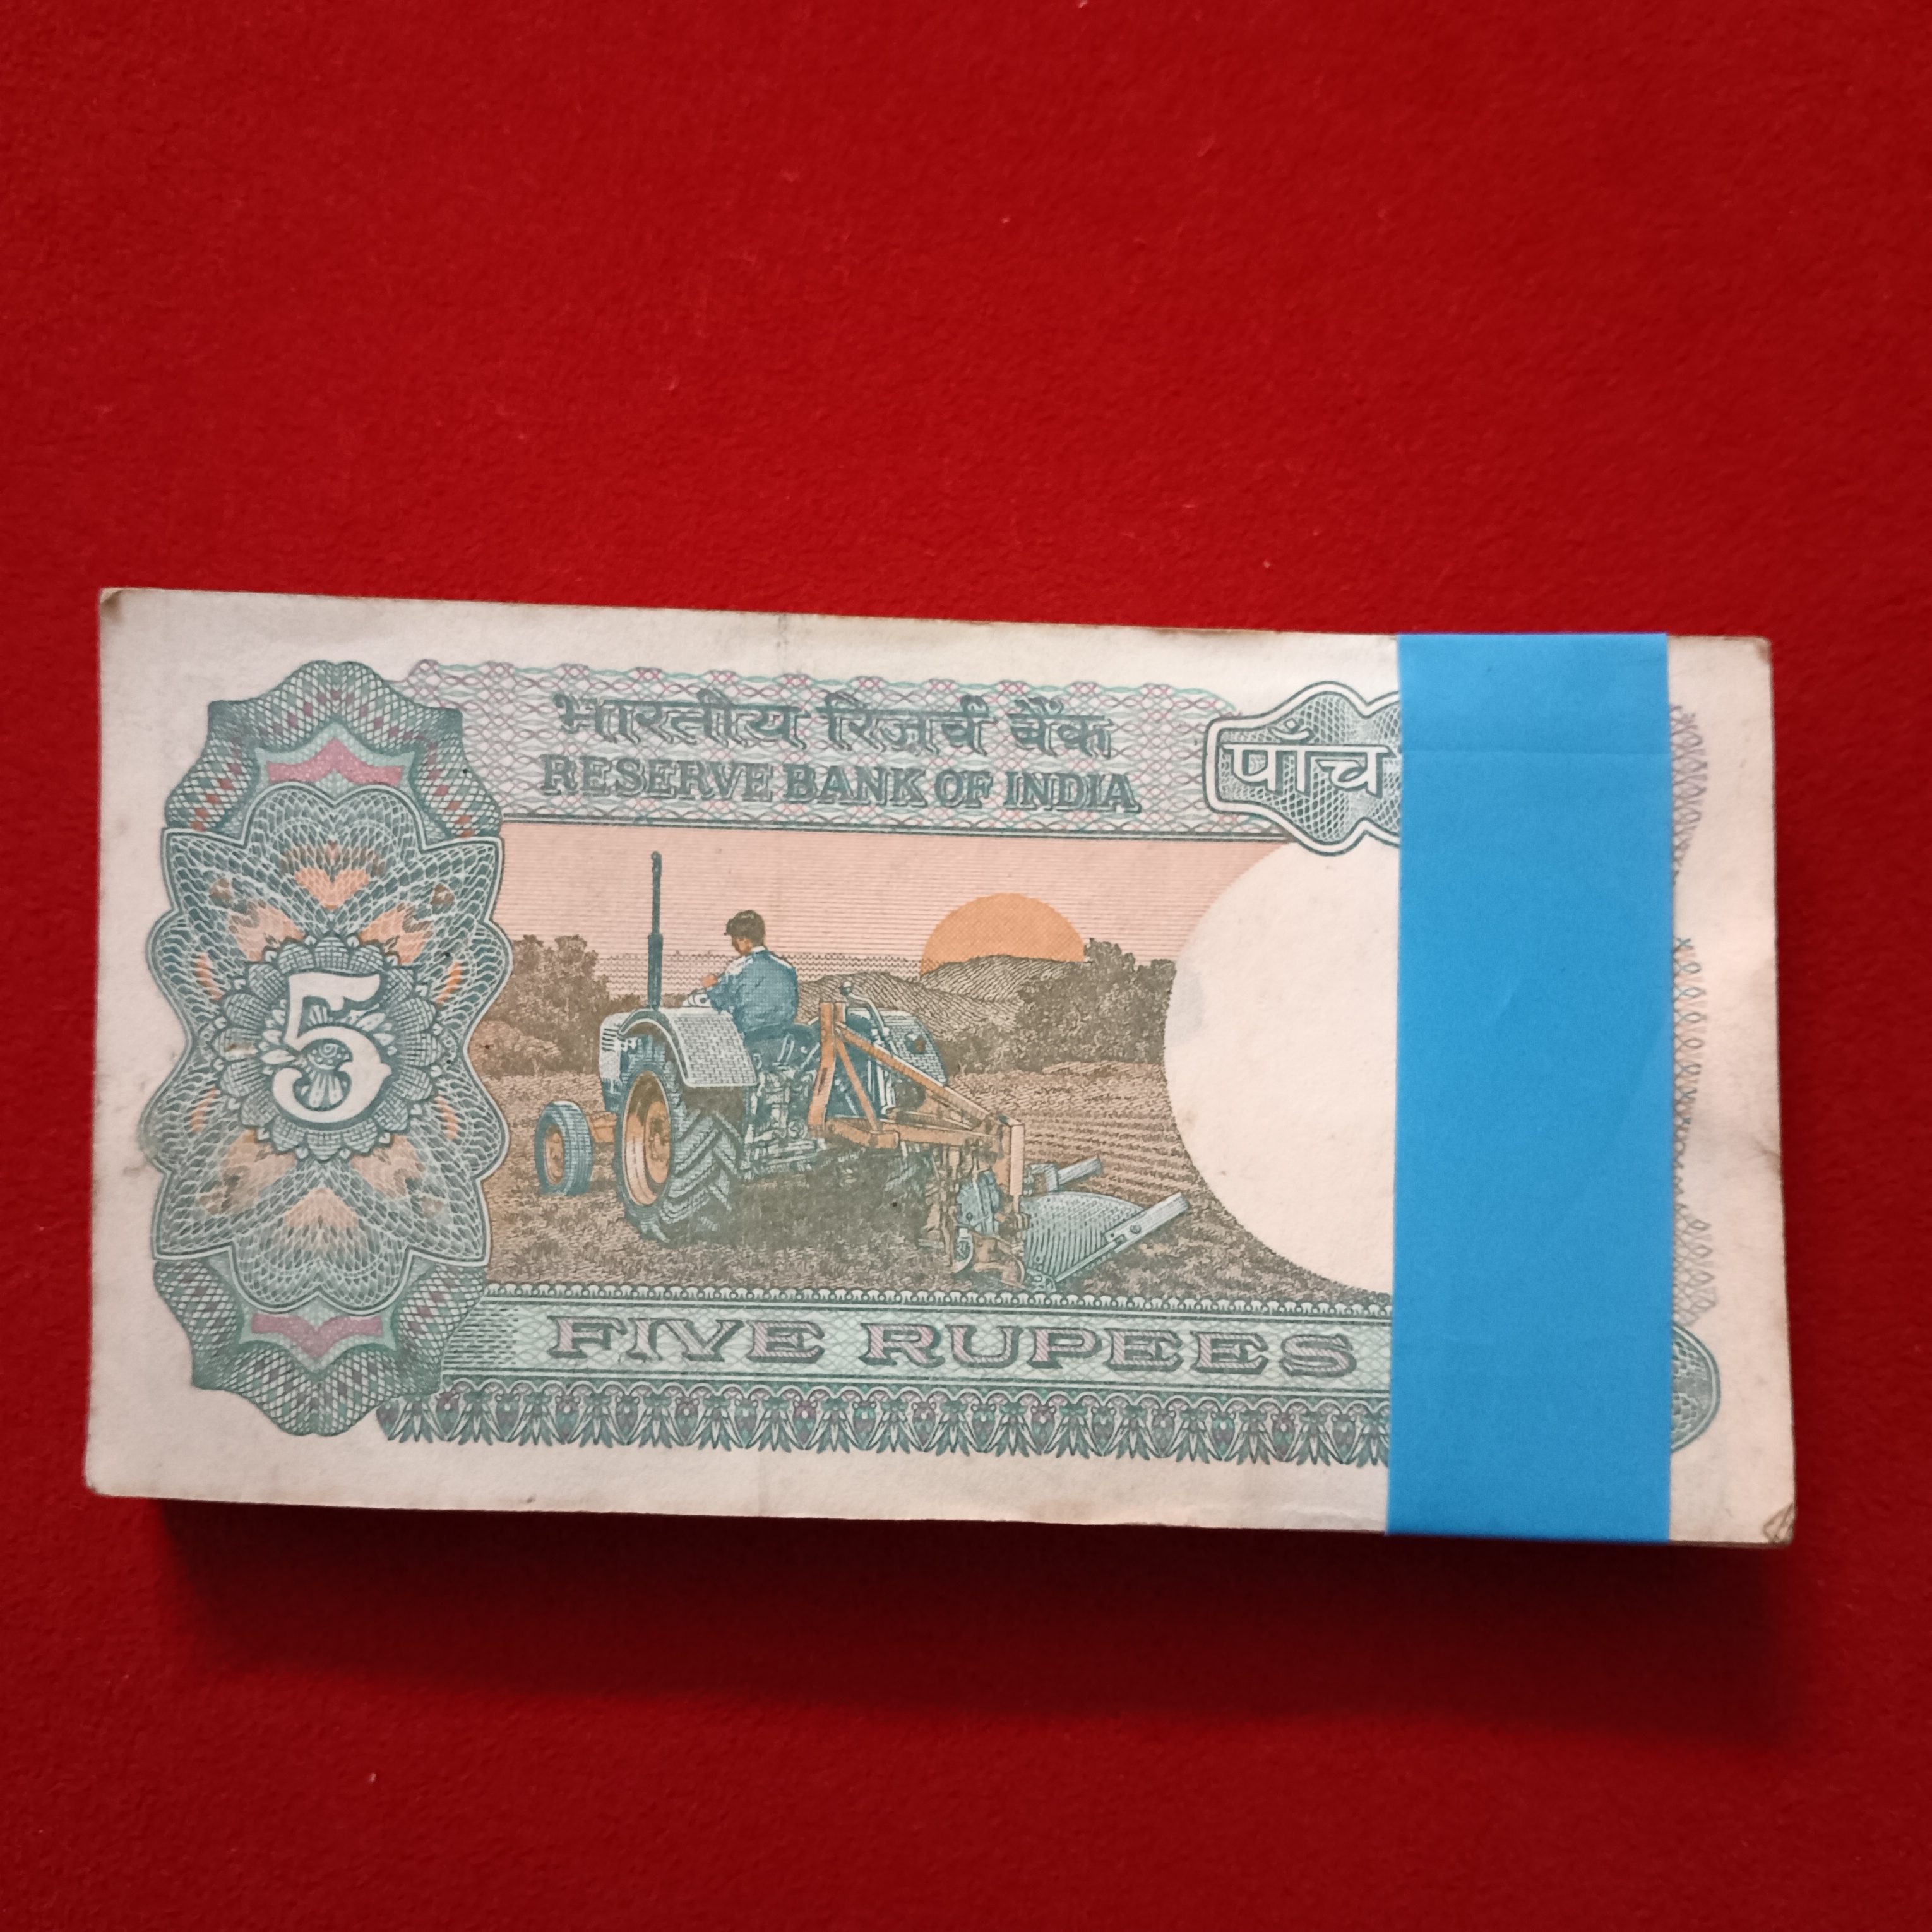 भारतीय रिज़र्व बैंक
RESERVE BANK OF INDIA
पाँच
5
FIVE RUPEES